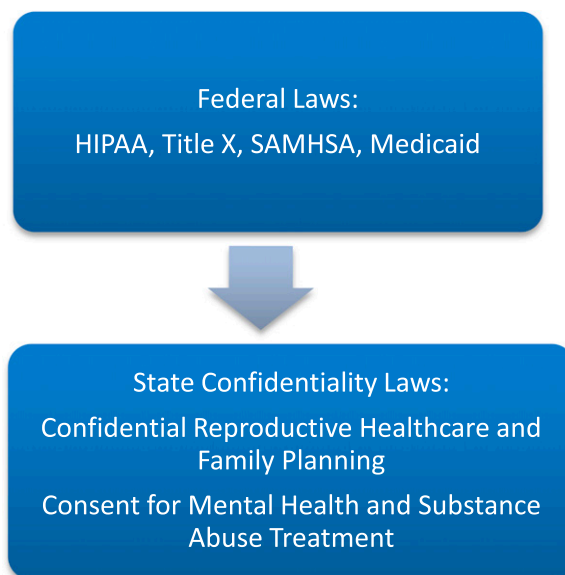 Federal Laws:
HIPAA, Title X, SAMHSA, Medicaid
State Confidentiality Laws:
Confidential Reproductive Healthcare and
Family Planning
Consent for Mental Health and Substance
Abuse Treatment